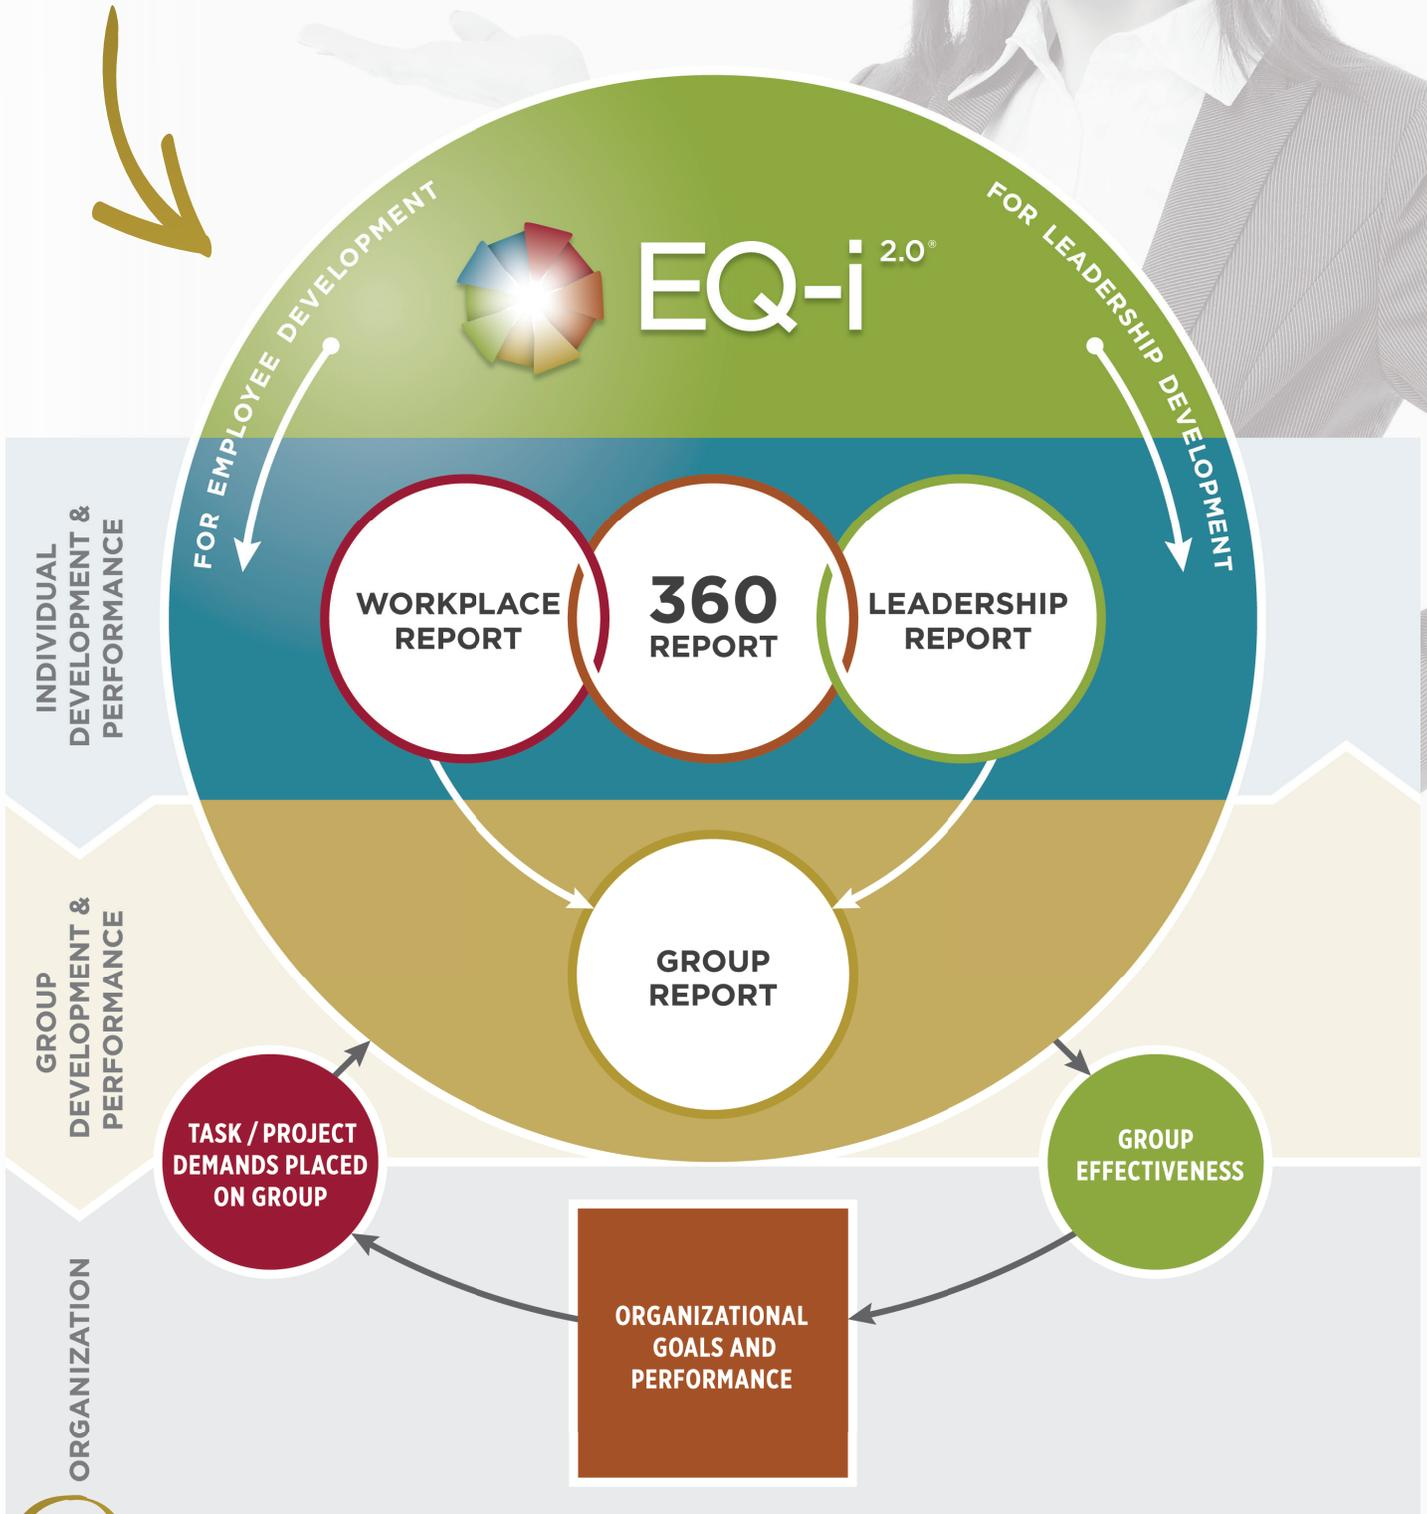 FOR EMPLOYEE DEVELOPMENT
EQ-i 2.0®
FOR LEADERSHIP DEVELOPMENT
INDIVIDUAL
DEVELOPMENT &
PERFORMANCE
WORKPLACE
REPORT
360
REPORT
LEADERSHIP
REPORT
GROUP
DEVELOPMENT &
PERFORMANCE
GROUP
REPORT
TASK / PROJECT
DEMANDS PLACED
ON GROUP
GROUP
EFFECTIVENESS
ORGANIZATION
ORGANIZATIONAL
GOALS AND
PERFORMANCE